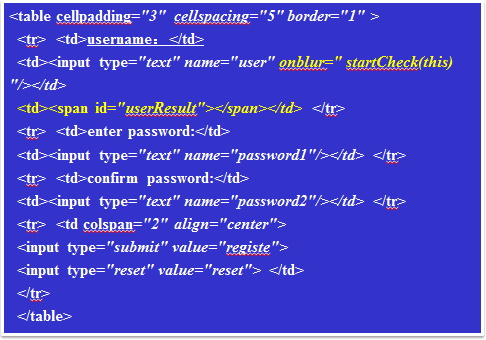 <table cellpadding="3" cellspacing="5" border="1" >
<tr> <td>username：</td>
<td><input type="text" name="user" onblur=" startCheck(this)
"/></td>
<td><span id="userResult"></span></td> </tr>
<tr> <td>enter password:</td>
<td><input type="text" name="password1"/></td> </tr>
<tr> <td>confirm password:</td>
<td><input type="text" name="password2"/></td> </tr>
<tr> <td colspan="2" align="center">
<input type="submit" value="registe">
<input type="reset" value="reset"> </td>
</tr>
</table>